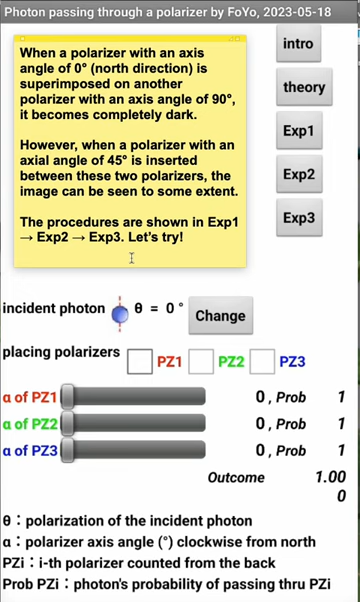 Photon passing through a polarizer by FoYo, 2023-05-18
When a polarizer with an axis
angle of 0° (north direction) is
superimposed on another
polarizer with an axis angle of 90°,
it becomes completely dark.
However, when a polarizer with an
axial angle of 45° is inserted
between these two polarizers, the
image can be seen to some extent.
The procedures are shown in Exp1
→ Exp2 → Exp3. Let's try!
intro
theory
Exp1
Exp2
Exp3
incident photon θ = 0 ° Change
placing polarizers PZ1 PZ2 PZ3
α of PZ1 0 , Prob 1
α of PZ2 0 , Prob 1
α of PZ3 0 , Prob 1
Outcome 1.00
0
θ : polarization of the incident photon
α : polarizer axis angle (°) clockwise from north
PZi : i-th polarizer counted from the back
Prob PZi : photon's probability of passing thru PZi